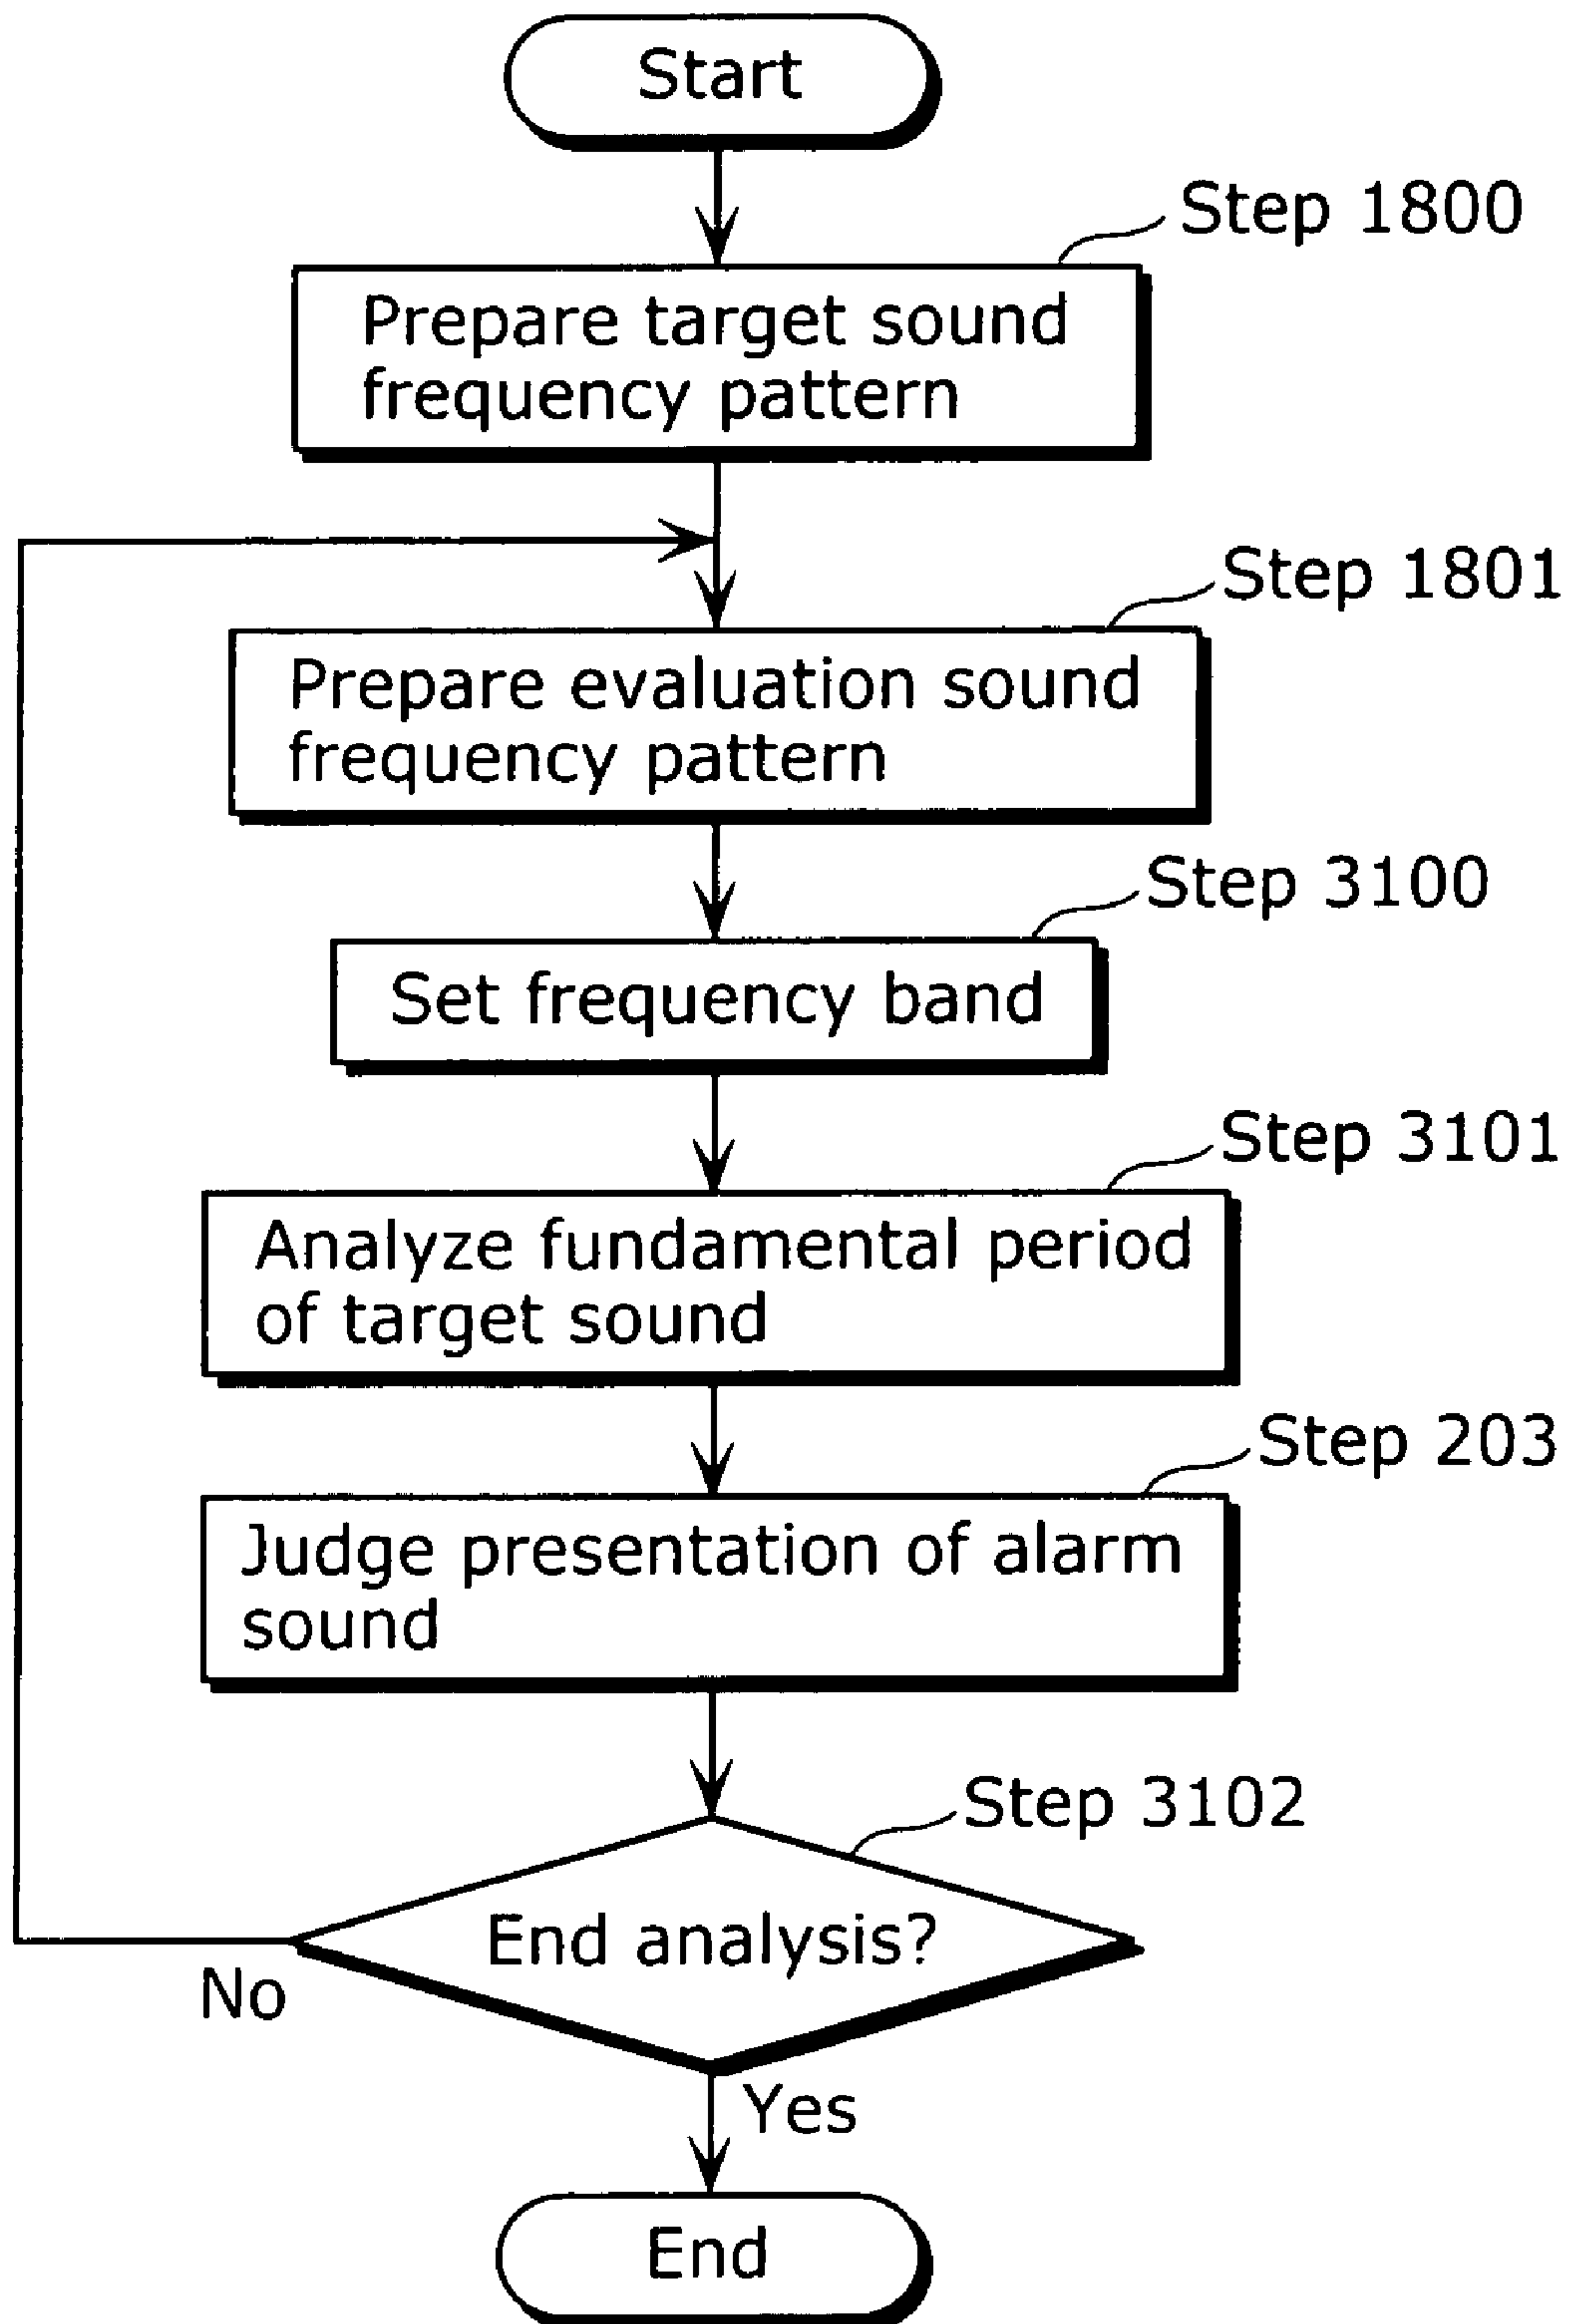 Start
Step 1800
Prepare target sound
frequency pattern
Step 1801
Prepare evaluation sound
frequency pattern
Step 3100
Set frequency band
Step 3101
Analyze fundamental period
of target sound
Step 203
Judge presentation of alarm
sound
Step 3102
End analysis?
No
Yes
End